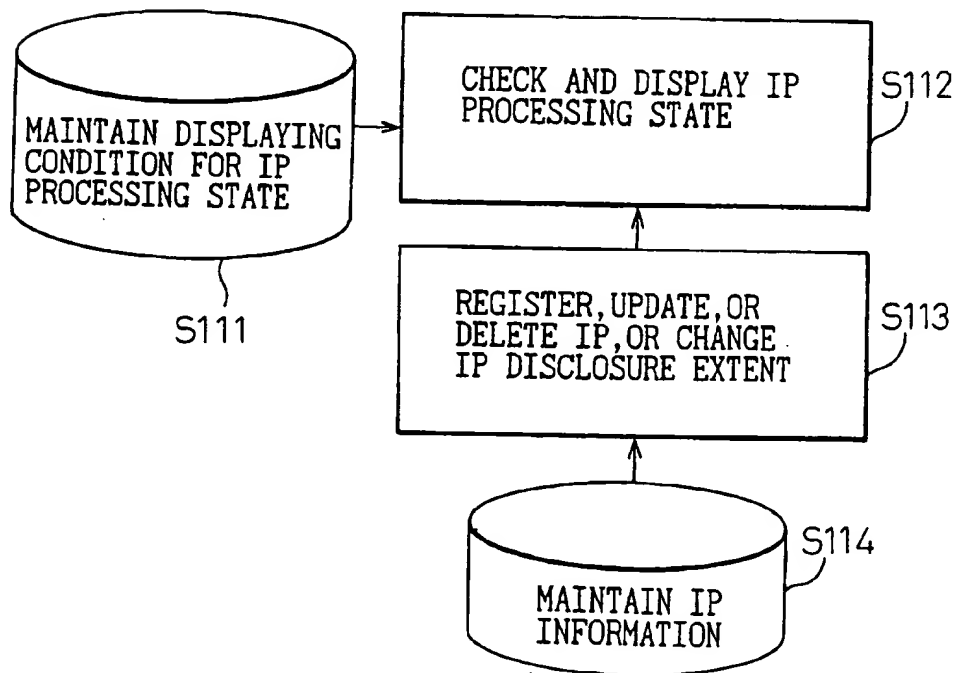 MAINTAIN DISPLAYING
CONDITION FOR IP
PROCESSING STATE
S111
CHECK AND DISPLAY IP
PROCESSING STATE
S112
REGISTER, UPDATE, OR
DELETE IP, OR CHANGE
IP DISCLOSURE EXTENT
S113
MAINTAIN IP
INFORMATION
S114